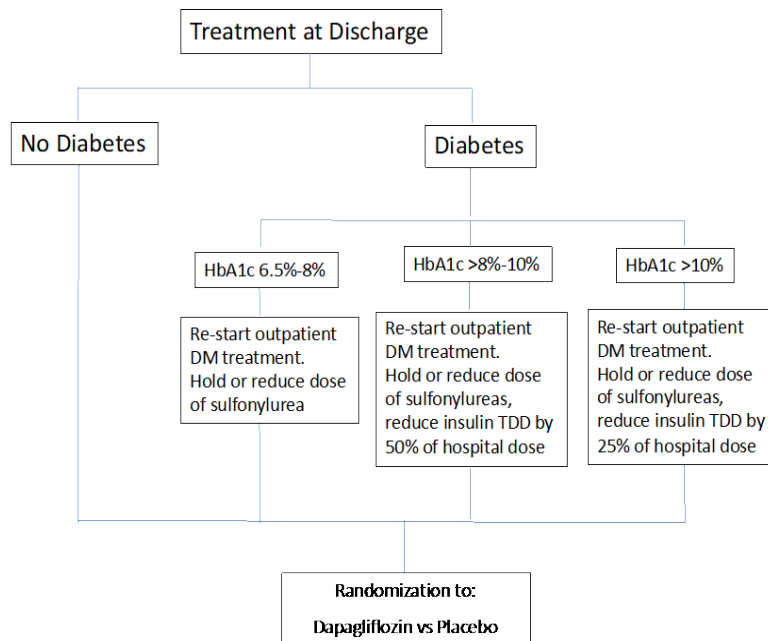 Treatment at Discharge
No Diabetes
Diabetes
HbA1c 6.5%-8%
HbA1c >8%-10%
HbA1c >10%
Re-start outpatient
DM treatment.
Hold or reduce dose
of sulfonylurea
Re-start outpatient
DM treatment.
Hold or reduce dose
of sulfonylureas,
reduce insulin TDD by
50% of hospital dose
Re-start outpatient
DM treatment.
Hold or reduce dose
of sulfonylureas,
reduce insulin TDD by
25% of hospital dose
Randomization to:
Dapagliflozin vs Placebo